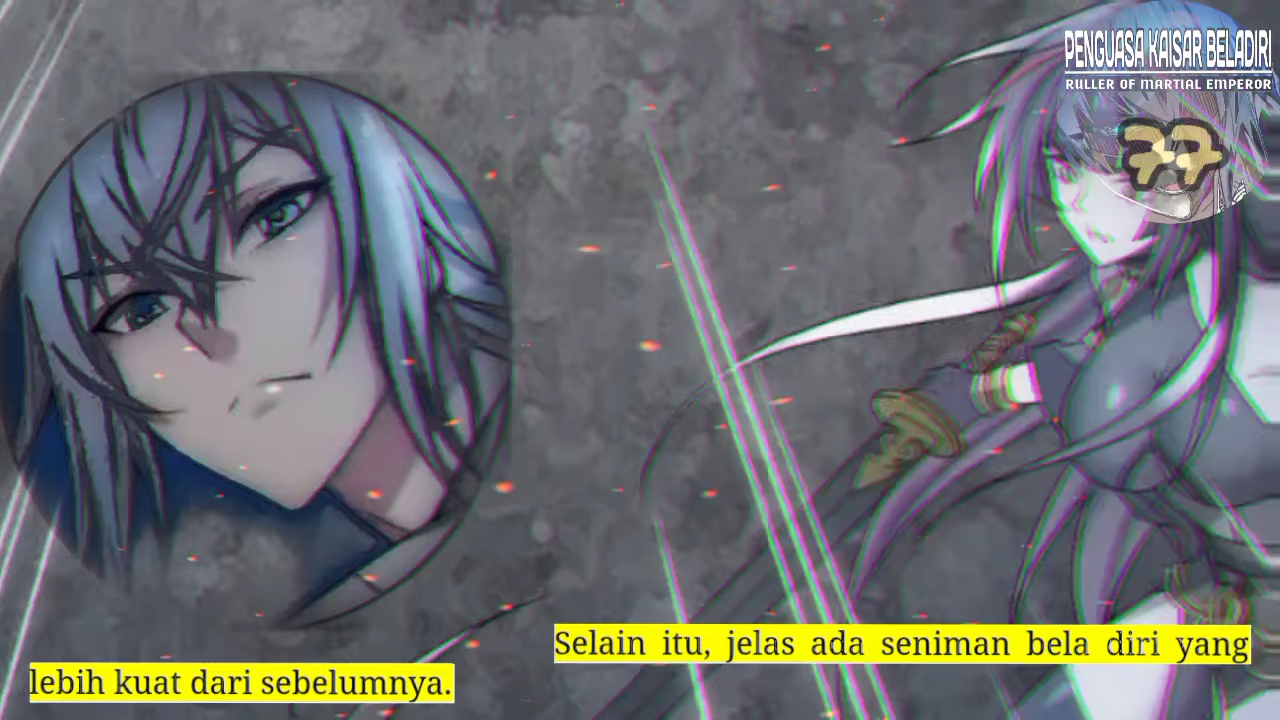 PENGUASA KAISAR BELADIRI
RULLER OF MARTIAL EMPEROR
77
Selain itu, jelas ada seniman bela diri yang
lebih kuat dari sebelumnya.